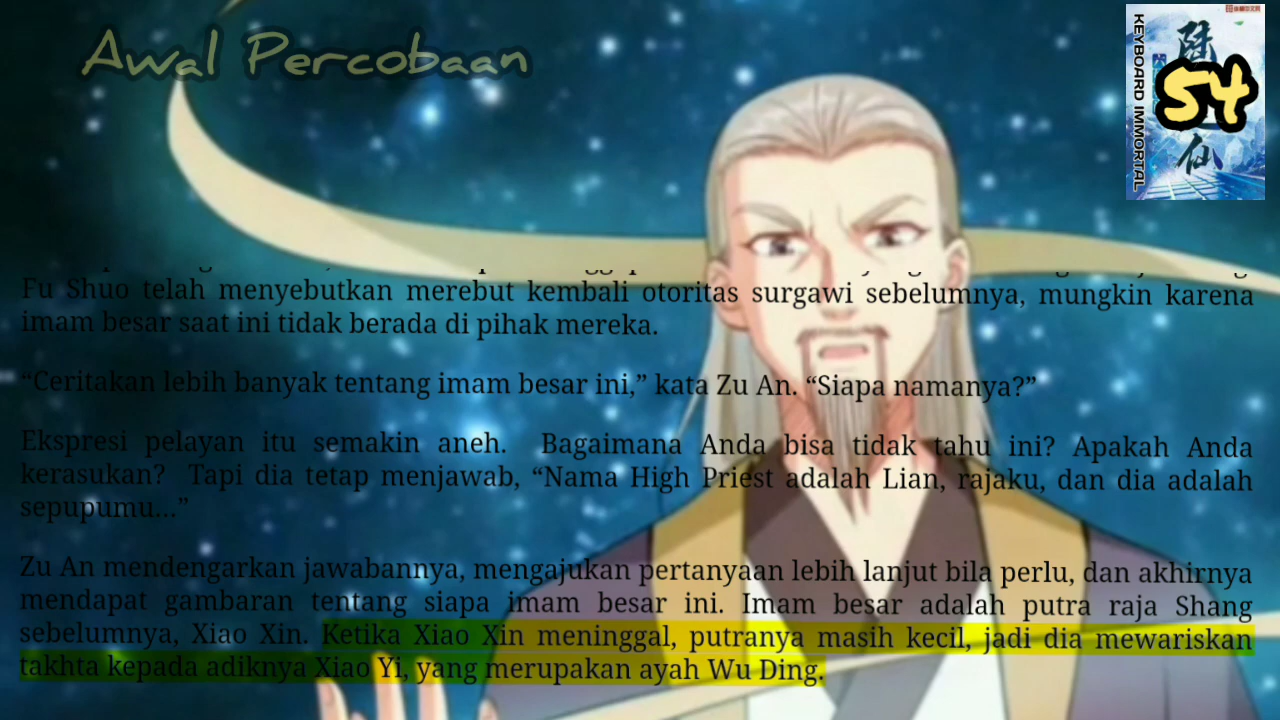 Awal Percobaan
陆
仙
KEYBOARD IMMORTAL
54
Fu Shuo telah menyebutkan merebut kembali otoritas surgawi sebelumnya, mungkin karena
imam besar saat ini tidak berada di pihak mereka.
“Ceritakan lebih banyak tentang imam besar ini,” kata Zu An. “Siapa namanya?”
Ekspresi pelayan itu semakin aneh. Bagaimana Anda bisa tidak tahu ini? Apakah Anda
kerasukan? Tapi dia tetap menjawab, “Nama High Priest adalah Lian, rajaku, dan dia adalah
sepupumu…”
Zu An mendengarkan jawabannya, mengajukan pertanyaan lebih lanjut bila perlu, dan akhirnya
mendapat gambaran tentang siapa imam besar ini. Imam besar adalah putra raja Shang
sebelumnya, Xiao Xin. Ketika Xiao Xin meninggal, putranya masih kecil, jadi dia mewariskan
takhta kepada adiknya Xiao Yi, yang merupakan ayah Wu Ding.